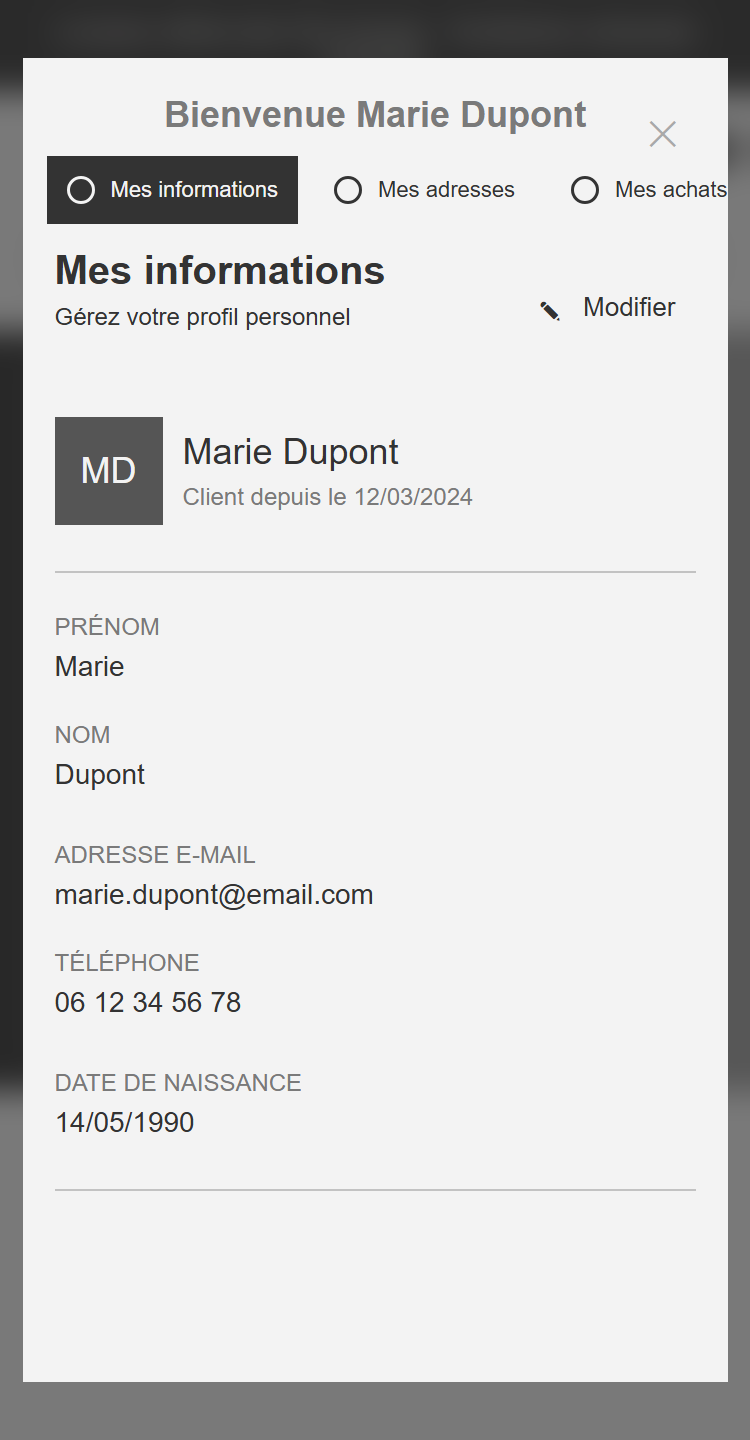 Bienvenue Marie Dupont
Mes informations
Mes adresses
Mes achats
Mes informations
Gérez votre profil personnel
Modifier
MD
Marie Dupont
Client depuis le 12/03/2024
PRÉNOM
Marie
NOM
Dupont
ADRESSE E-MAIL
marie.dupont@email.com
TÉLÉPHONE
06 12 34 56 78
DATE DE NAISSANCE
14/05/1990